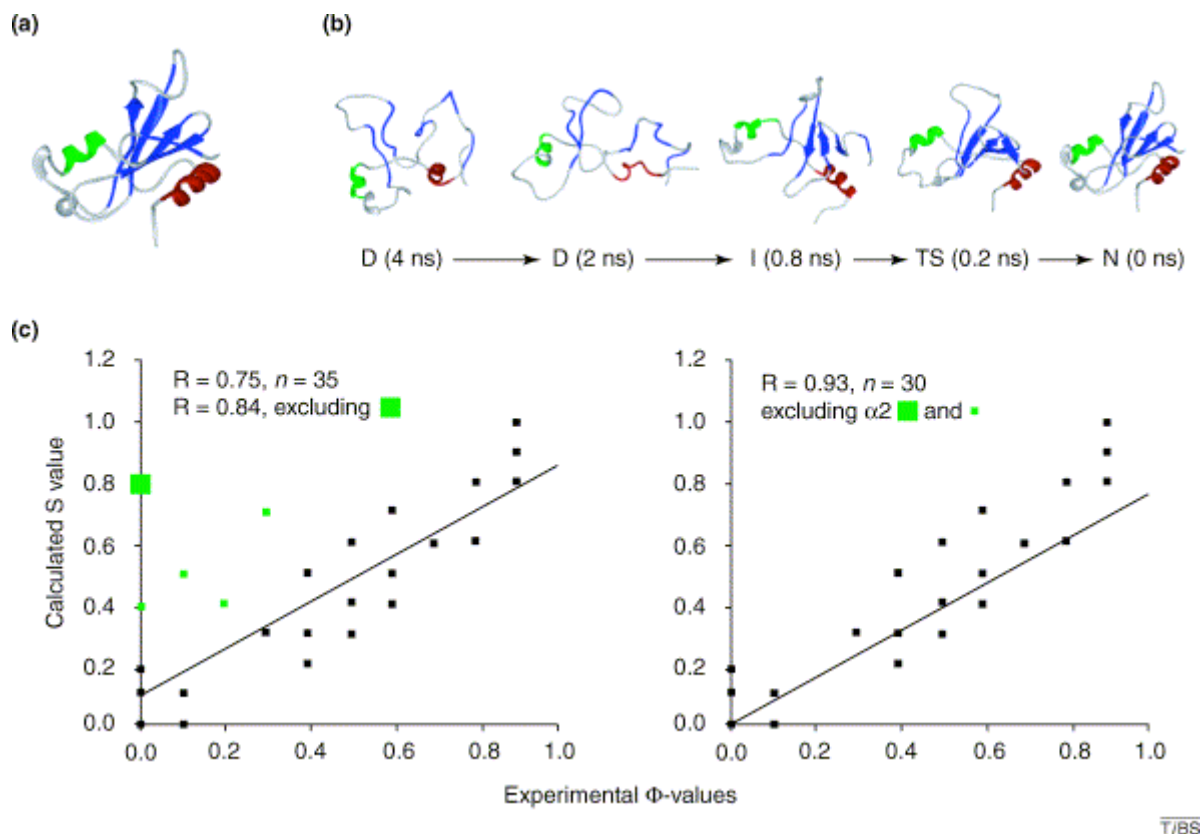 (a)
(b)
D (4 ns)
D (2 ns)
I (0.8 ns)
TS (0.2 ns)
N (0 ns)
(c)
Calculated S value
1.2
1.0
0.8
0.6
0.4
0.2
0.0
R = 0.75, n = 35
R = 0.84, excluding
0.0
0.2
0.4
0.6
0.8
1.0
1.2
1.0
0.8
0.6
0.4
0.2
0.0
R = 0.93, n = 30
excluding α2 and
0.0
0.2
0.4
0.6
0.8
1.0
Experimental Φ-values
TiBS